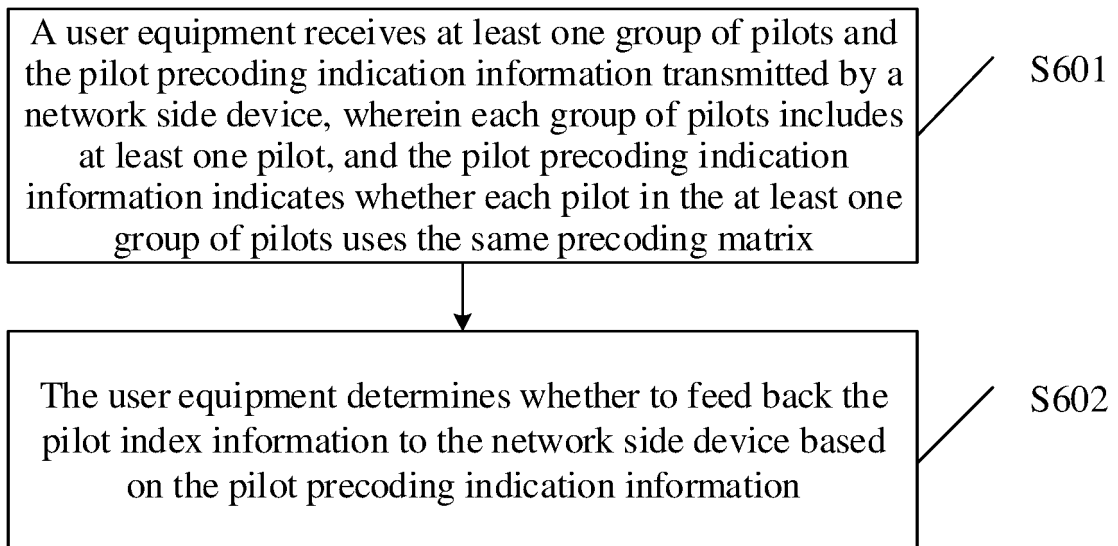 A user equipment receives at least one group of pilots and
the pilot precoding indication information transmitted by a
network side device, wherein each group of pilots includes
at least one pilot, and the pilot precoding indication
information indicates whether each pilot in the at least one
group of pilots uses the same precoding matrix
S601
The user equipment determines whether to feed back the
pilot index information to the network side device based
on the pilot precoding indication information
S602